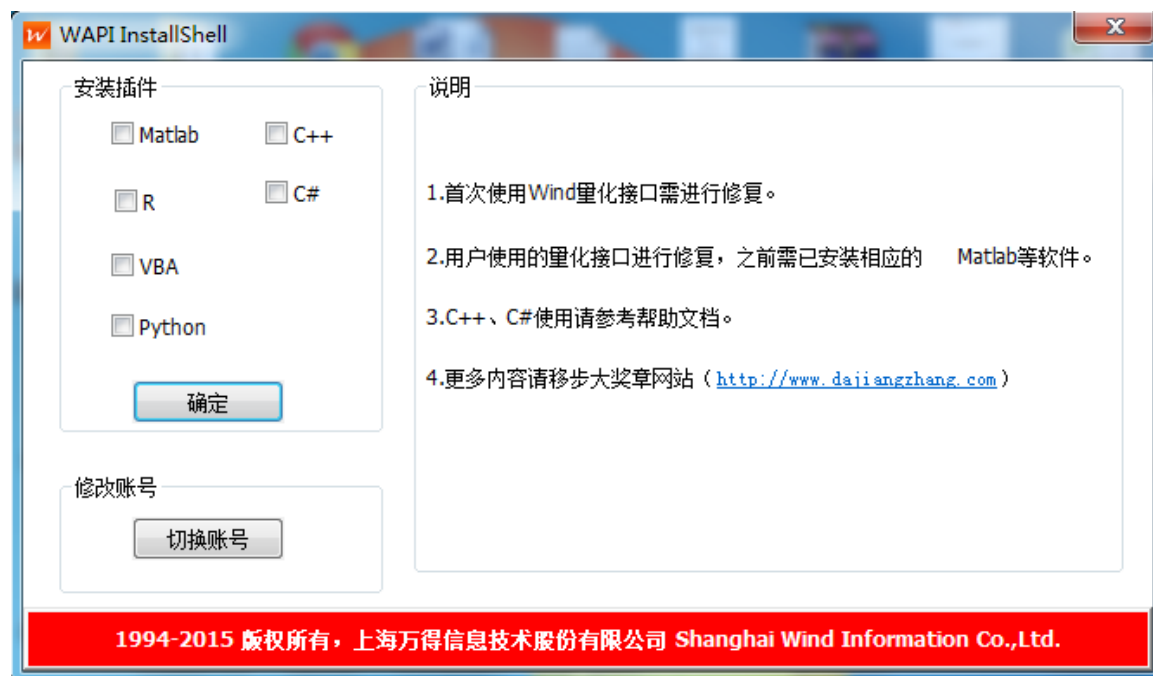 WAPI InstallShell
安装插件
Matlab
C++
R
C#
VBA
Python
确定
修改账号
切换账号
说明
1.首次使用Wind量化接口需进行修复。
2.用户使用的量化接口进行修复，之前需已安装相应的 Matlab等软件。
3.C++、C#使用请参考帮助文档。
4.更多内容请移步大奖章网站（http://www.dajiangzhang.com）
1994-2015 版权所有，上海万得信息技术股份有限公司 Shanghai Wind Information Co.,Ltd.